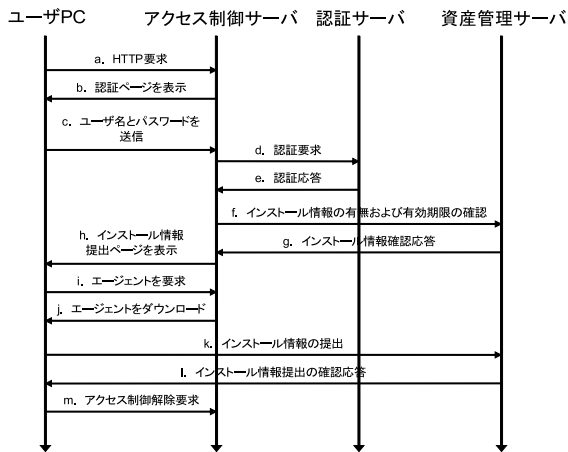 ユーザPC
アクセス制御サーバ
認証サーバ
資産管理サーバ
a. HTTP要求
b. 認証ページを表示
c. ユーザ名とパスワードを
送信
d. 認証要求
e. 認証応答
f. インストール情報の有無および有効期限の確認
g. インストール情報確認応答
h. インストール情報
提出ページを表示
i. エージェントを要求
j. エージェントをダウンロード
k. インストール情報の提出
l. インストール情報提出の確認応答
m. アクセス制御解除要求